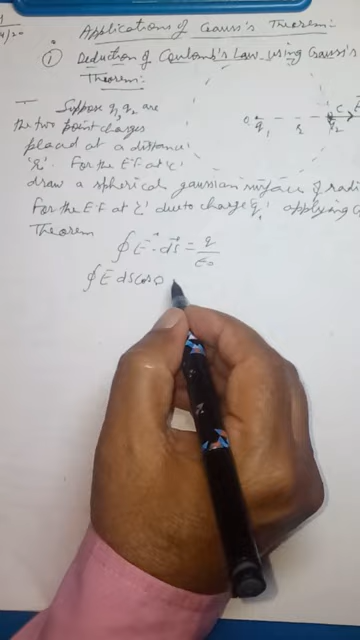 Applications of Gauss's Theorem:-
① Deduction of Coulomb's Law using Gauss's
Theorem:-
Suppose q₁, q₂ are
the two point charges
placed at a distance
'r'. For the E.F at 'c'
draw a spherical gaussian surface of radi
For the E.F at 'c' due to charge q₁ applying G
Theorem
∮ E⃗ · ds⃗ = q/ε₀
∮ E ds cos
q₁ r q₂ C